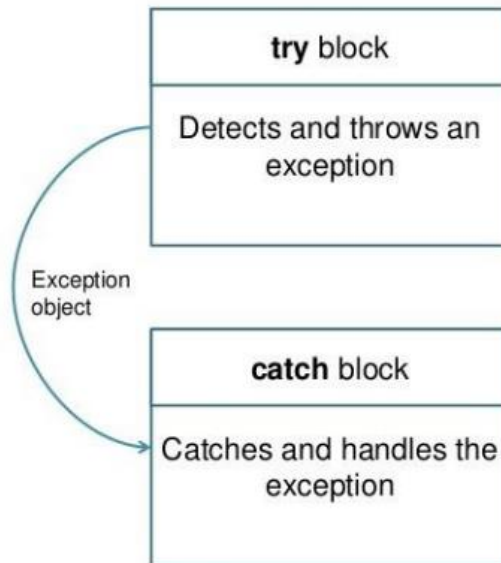 try block
Detects and throws an
exception
Exception
object
catch block
Catches and handles the
exception